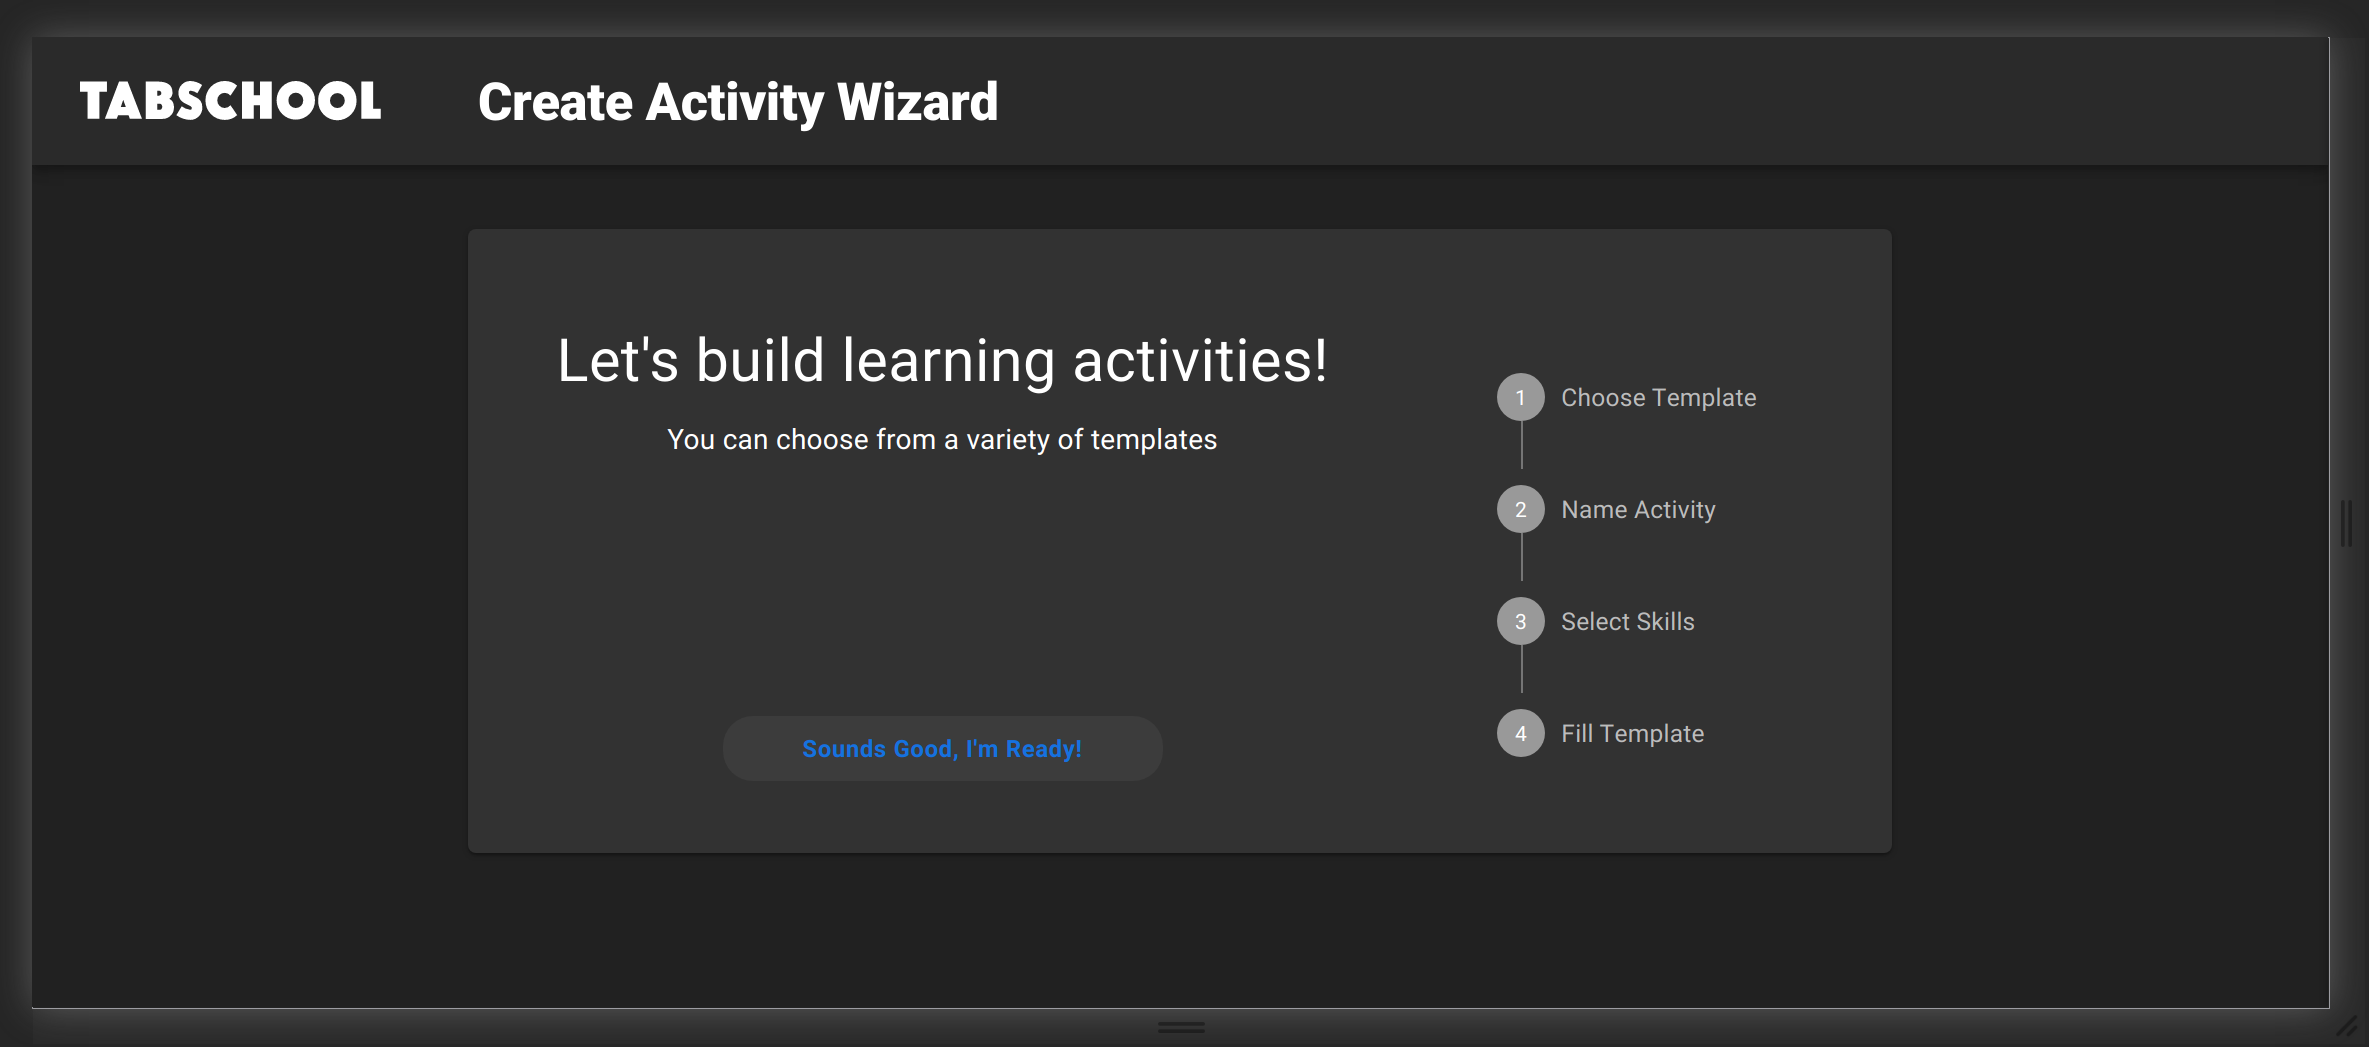 TABSCHOOL
Create Activity Wizard
Let's build learning activities!
You can choose from a variety of templates
Sounds Good, I'm Ready!
1 Choose Template
2 Name Activity
3 Select Skills
4 Fill Template